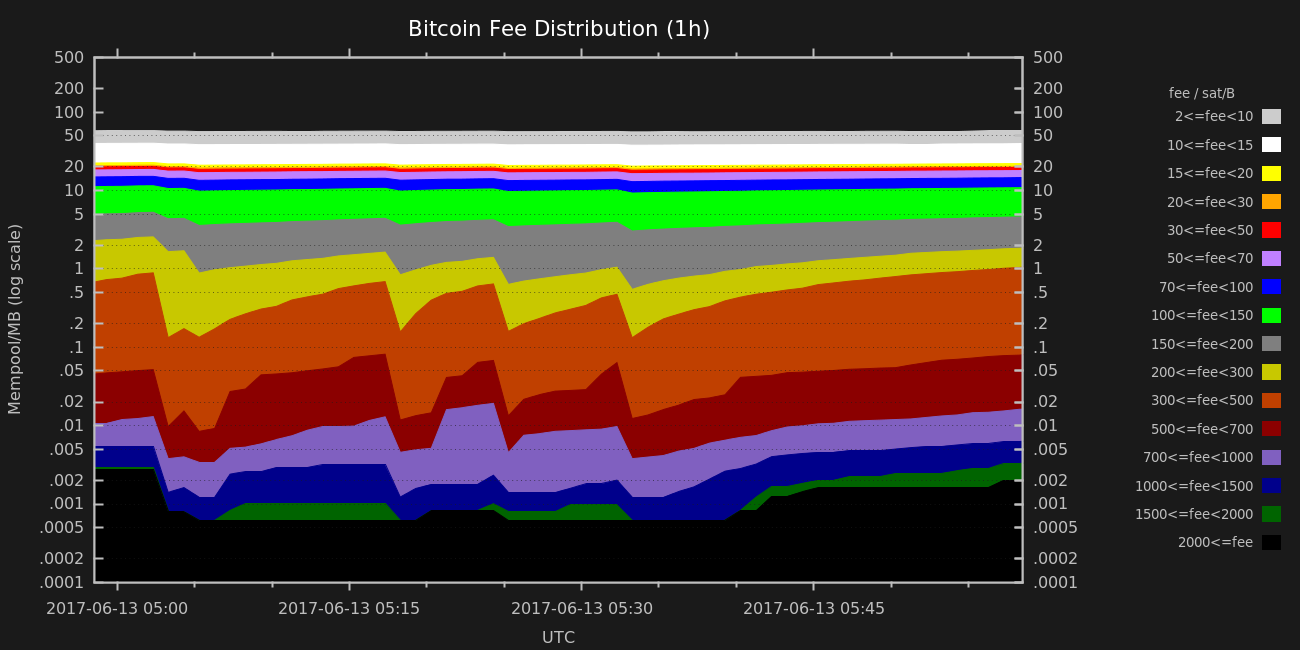 Bitcoin Fee Distribution (1h)
500 500
200 200
100 100
50 50
20 20
10 10
5 5
2 2
1 1
.5 .5
.2 .2
.1 .1
.05 .05
.02 .02
.01 .01
.005 .005
.002 .002
.001 .001
.0005 .0005
.0002 .0002
.0001 .0001
Mempool/MB (log scale)
2017-06-13 05:00 2017-06-13 05:15 2017-06-13 05:30 2017-06-13 05:45
UTC
fee / sat/B
2<=fee<10
10<=fee<15
15<=fee<20
20<=fee<30
30<=fee<50
50<=fee<70
70<=fee<100
100<=fee<150
150<=fee<200
200<=fee<300
300<=fee<500
500<=fee<700
700<=fee<1000
1000<=fee<1500
1500<=fee<2000
2000<=fee